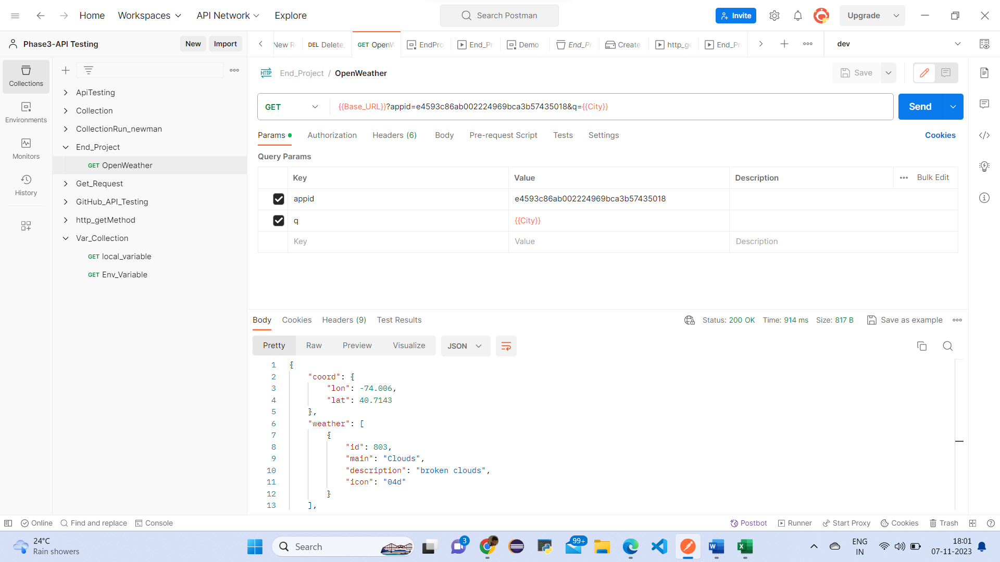 Home Workspaces API Network Explore Search Postman Invite Upgrade
Phase3-API Testing New Import
New R DEL Delete_ GET OpenW EndPro End_Pr Demo End_Pr Create http_ge End_Pr dev
Collections
Environments
Monitors
History
ApiTesting
Collection
CollectionRun_newman
End_Project
GET OpenWeather
Get_Request
GitHub_API_Testing
http_getMethod
Var_Collection
GET local_variable
GET Env_Variable
HTTP End_Project / OpenWeather Save
GET {{Base_URL}}?appid=e4593c86ab002224969bca3b57435018&q={{City}} Send
Params Authorization Headers (6) Body Pre-request Script Tests Settings Cookies
Query Params
Key Value Description Bulk Edit
appid e4593c86ab002224969bca3b57435018
q {{City}}
Key Value Description
Body Cookies Headers (9) Test Results Status: 200 OK Time: 914 ms Size: 817 B Save as example
Pretty Raw Preview Visualize JSON
1 {
2 "coord": {
3 "lon": -74.006,
4 "lat": 40.7143
5 },
6 "weather": [
7 {
8 "id": 803,
9 "main": "Clouds",
10 "description": "broken clouds",
11 "icon": "04d"
12 }
13 ],
Online Find and replace Console Postbot Runner Start Proxy Cookies Trash
24°C
Rain showers
Search
3
99+
ENG
IN
18:01
07-11-2023